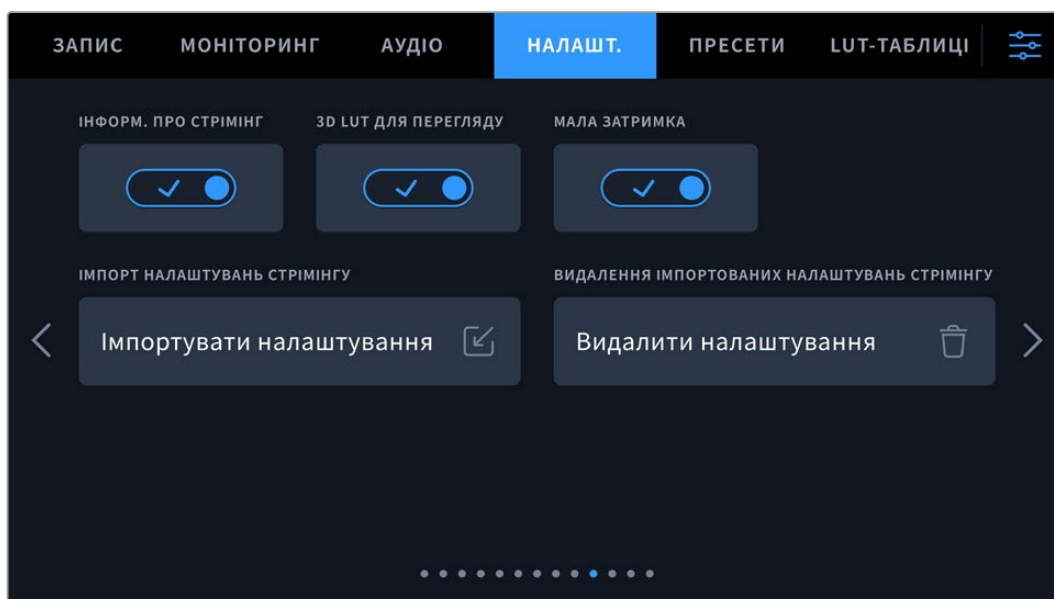 ЗАПИС МОНІТОРИНГ АУДІО НАЛАШТ. ПРЕСЕТИ LUT-ТАБЛИЦІ
ІНФОРМ. ПРО СТРІМІНГ 3D LUT ДЛЯ ПЕРЕГЛЯДУ МАЛА ЗАТРИМКА
ІМПОРТ НАЛАШТУВАНЬ СТРІМІНГУ ВИДАЛЕННЯ ІМПОРТОВАНИХ НАЛАШТУВАНЬ СТРІМІНГУ
Імпортувати налаштування Видалити налаштування